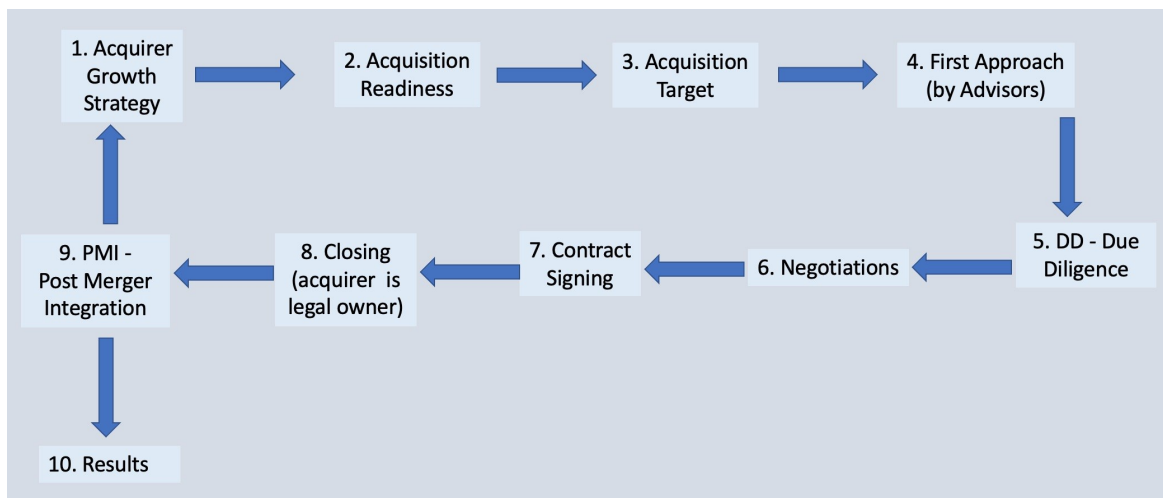 1. Acquirer
Growth
Strategy
2. Acquisition
Readiness
3. Acquisition
Target
4. First Approach
(by Advisors)
5. DD - Due
Diligence
6. Negotiations
7. Contract
Signing
8. Closing
(acquirer is
legal owner)
9. PMI -
Post Merger
Integration
10. Results